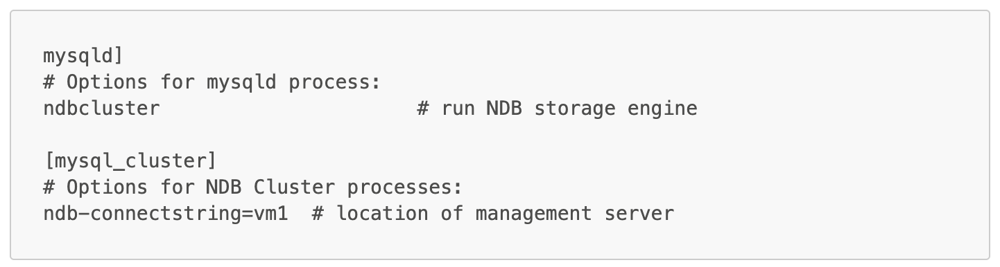 mysqld]
# Options for mysqld process:
ndbcluster                      # run NDB storage engine
[mysql_cluster]
# Options for NDB Cluster processes:
ndb-connectstring=vm1  # location of management server